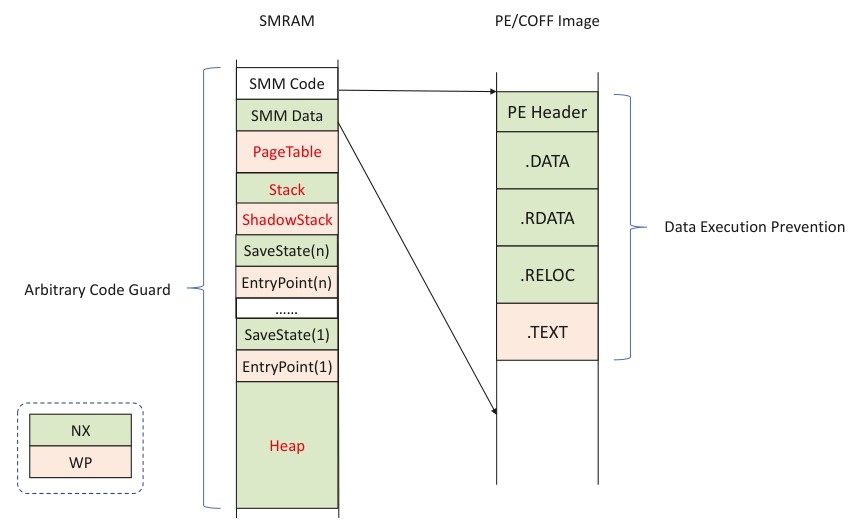 SMRAM
PE/COFF Image
SMM Code
SMM Data
PageTable
Stack
ShadowStack
SaveState(n)
EntryPoint(n)
......
SaveState(1)
EntryPoint(1)
Heap
Arbitrary Code Guard
PE Header
.DATA
.RDATA
.RELOC
.TEXT
Data Execution Prevention
NX
WP